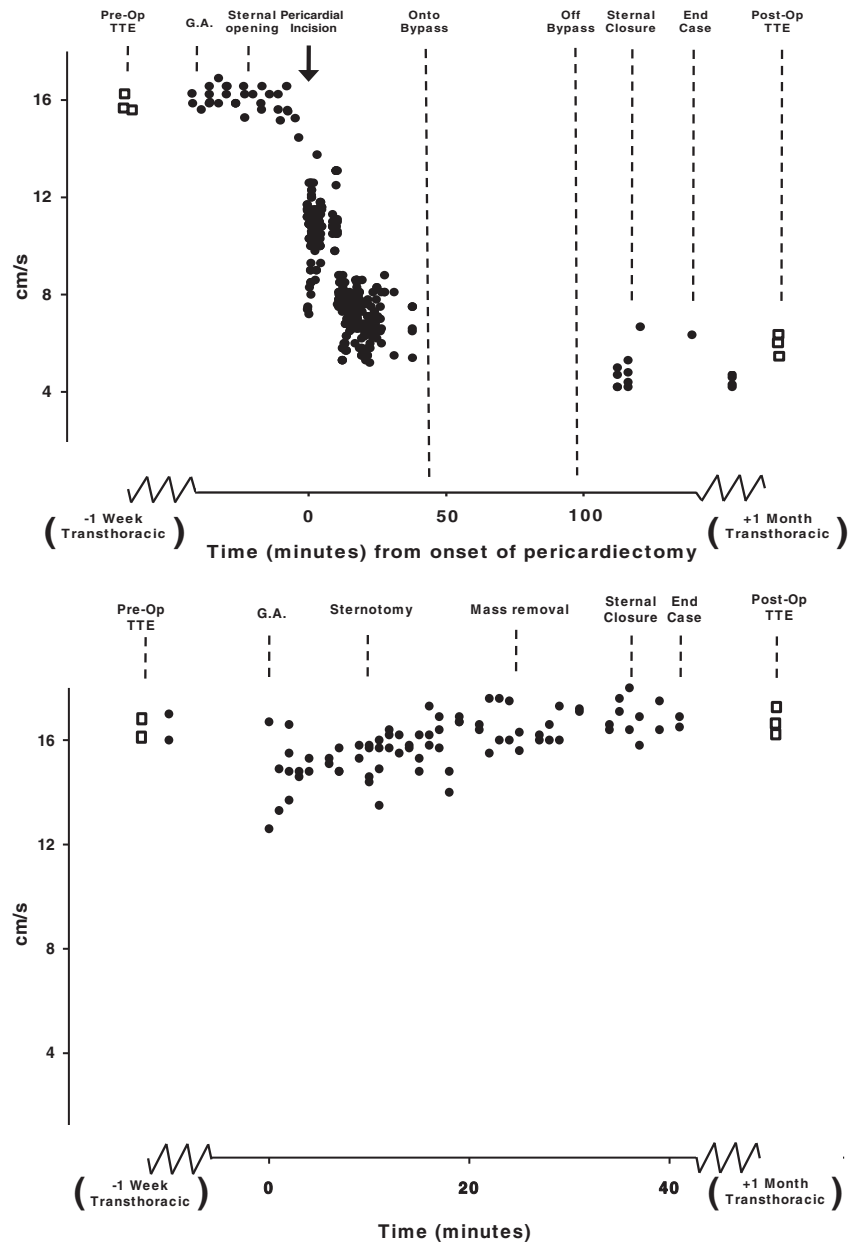 Pre-Op
TTE
G.A.
Sternal
opening
Pericardial
Incision
Onto
Bypass
Off
Bypass
Sternal
Closure
End
Case
Post-Op
TTE
16
12
8
4
cm/s
0
50
100
(-1 Week
Transthoracic)
(+1 Month
Transthoracic)
Time (minutes) from onset of pericardiectomy
Pre-Op
TTE
G.A.
Sternotomy
Mass removal
Sternal
Closure
End
Case
Post-Op
TTE
16
12
8
4
cm/s
0
20
40
(-1 Week
Transthoracic)
(+1 Month
Transthoracic)
Time (minutes)